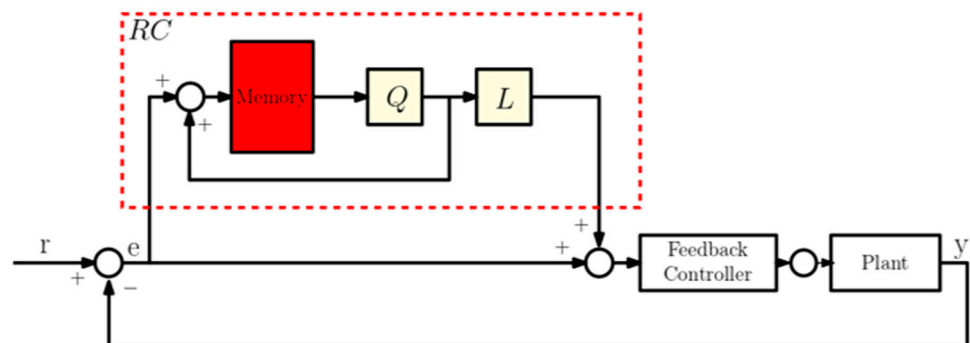 RC
+
Memory
Q
L
+
r
e
+
+
Feedback
Controller
Plant
y
+
−